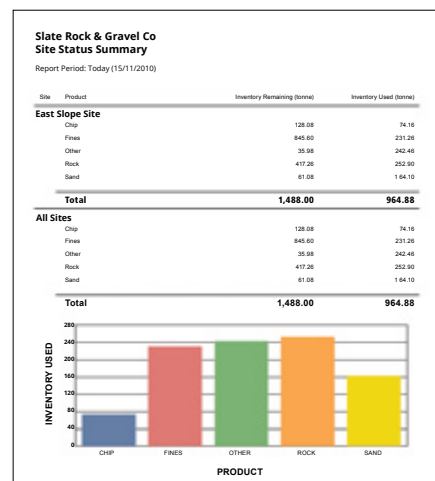 Slate Rock & Gravel Co
Site Status Summary
Report Period: Today (15/11/2010)
Site Product Inventory Remaining (tonne) Inventory Used (tonne)
East Slope Site
Chip 128.08 74.16
Fines 845.60 231.26
Other 35.98 242.46
Rock 417.26 252.90
Sand 61.08 1 64.10
Total 1,488.00 964.88
All Sites
Chip 128.08 74.16
Fines 845.60 231.26
Other 35.98 242.46
Rock 417.26 252.90
Sand 61.08 1 64.10
Total 1,488.00 964.88
INVENTORY USED
280
240
200
160
120
80
40
0
CHIP FINES OTHER ROCK SAND
PRODUCT